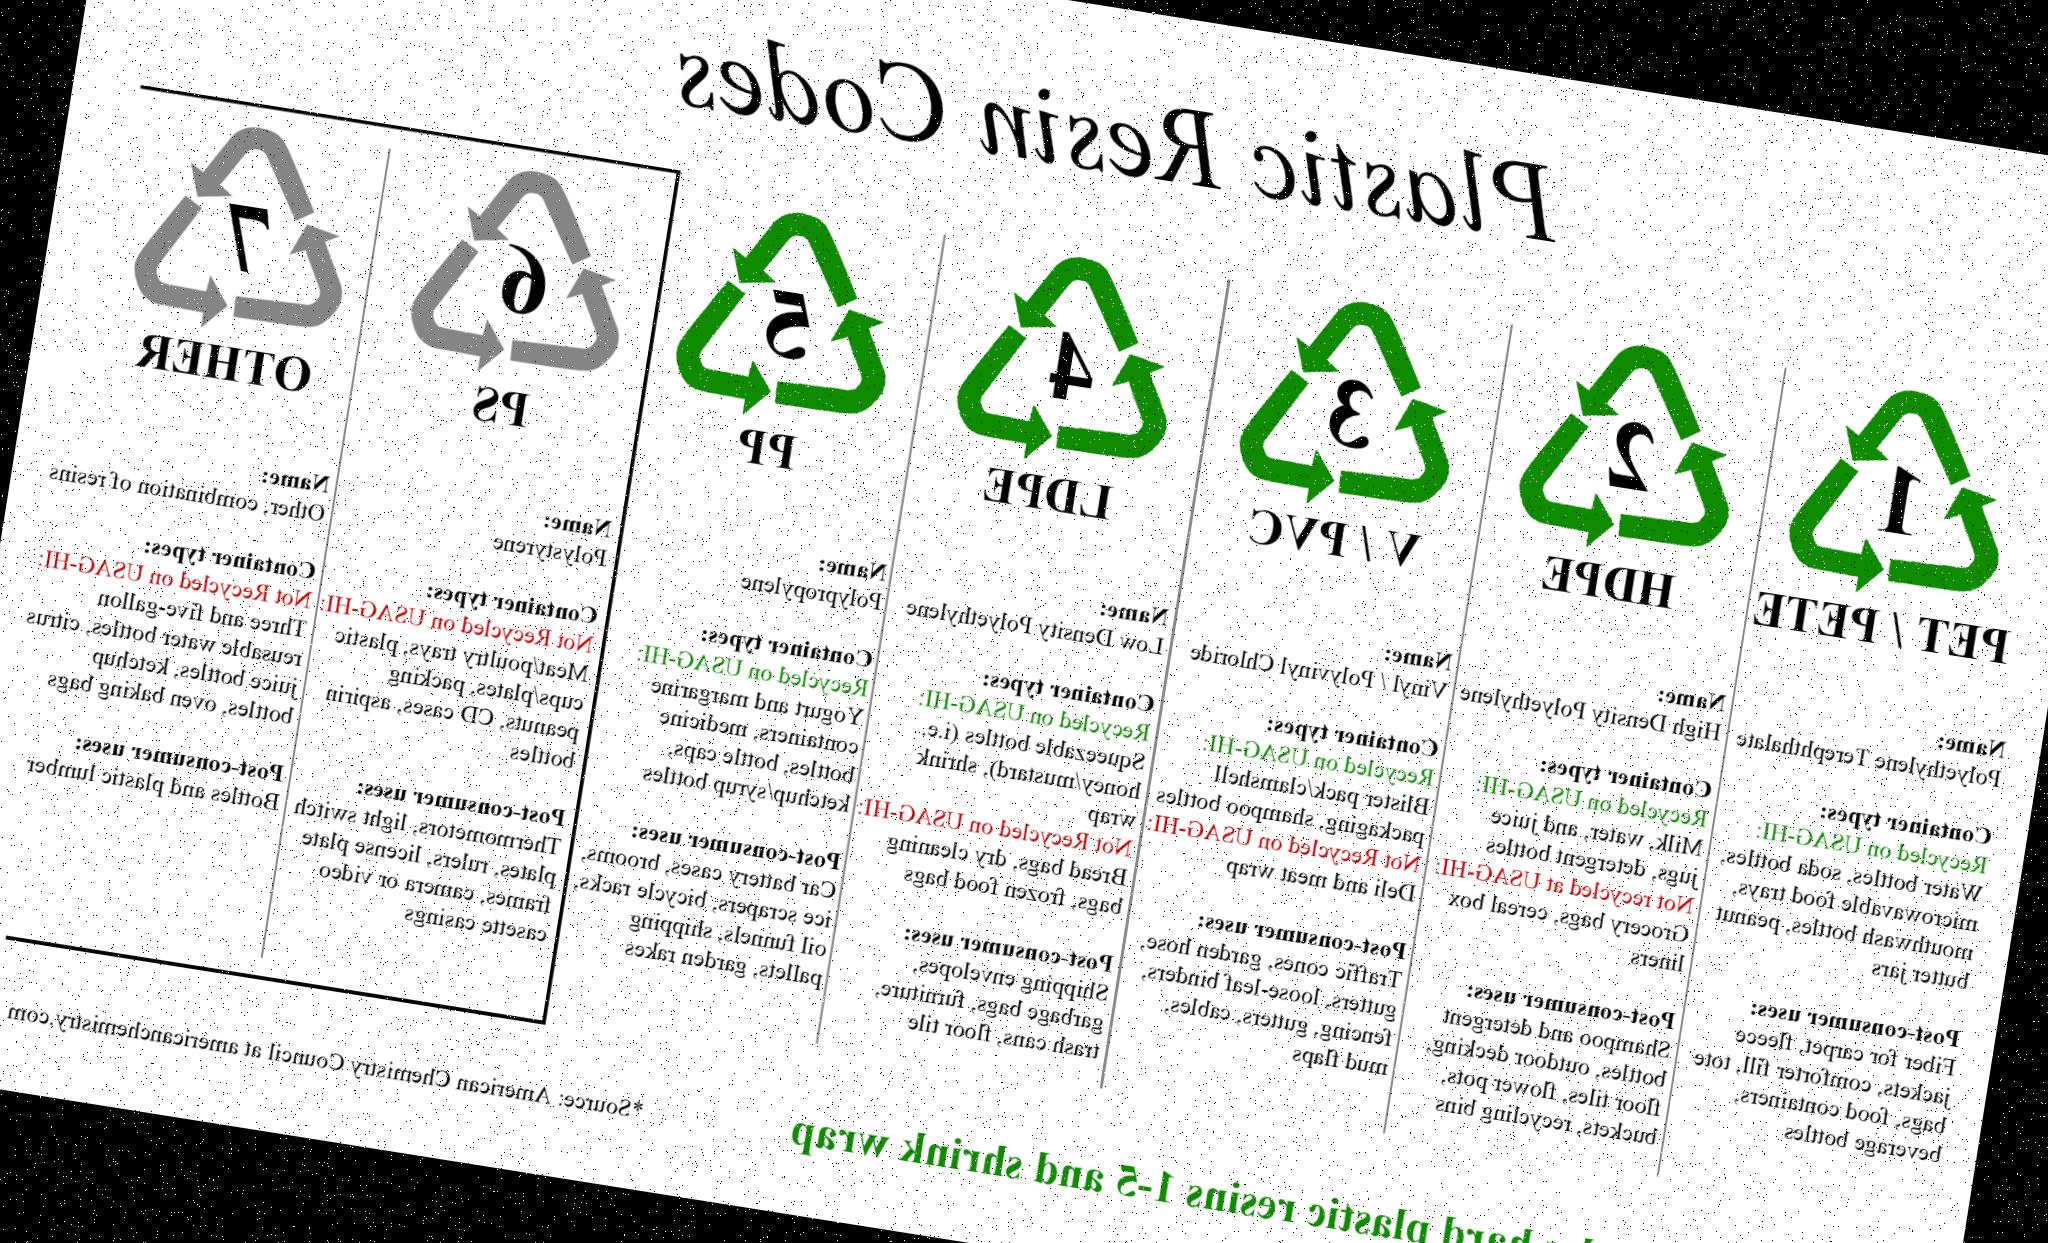 Plastic Resin Codes
1
PET / PETE
Name:
Polyethylene Terephthalate
Container types:
Recycled on USAG-HI:
Water bottles, soda bottles,
microwavable food trays,
mouthwash bottles, peanut
butter jars
Post-consumer uses:
Fiber for carpet, fleece
jackets, comforter fill, tote
bags, food containers,
beverage bottles
2
HDPE
Name:
High Density Polyethylene
Container types:
Recycled on USAG-HI:
Milk, water, and juice
jugs, detergent bottles
Not recycled at USAG-HI:
Grocery bags, cereal box
liners
Post-consumer uses:
Shampoo and detergent
bottles, outdoor decking,
floor tiles, flower pots,
buckets, recycling bins
3
V / PVC
Name:
Vinyl / Polyvinyl Chloride
Container types:
Recycled on USAG-HI:
Blister pack/clamshell
packaging, shampoo bottles
Not Recycled on USAG-HI:
Deli and meat wrap
Post-consumer uses:
Traffic cones, garden hose,
gutters, loose-leaf binders,
fencing, gutters, cables,
mud flaps
4
LDPE
Name:
Low Density Polyethylene
Container types:
Recycled on USAG-HI:
Squeezable bottles (i.e.
honey/mustard), shrink
wrap
Not Recycled on USAG-HI:
Bread bags, dry cleaning
bags, frozen food bags
Post-consumer uses:
Shipping envelopes,
garbage bags, furniture,
trash cans, floor tile
5
PP
Name:
Polypropylene
Container types:
Recycled on USAG-HI:
Yogurt and margarine
containers, medicine
bottles, bottle caps,
ketchup/syrup bottles
Post-consumer uses:
Car battery cases, brooms,
ice scrapers, bicycle racks,
oil funnels, shipping
pallets, garden rakes
6
PS
Name:
Polystyrene
Container types:
Not Recycled on USAG-HI:
Meat/poultry trays, plastic
cups/plates, packing
peanuts, CD cases, aspirin
bottles
Post-consumer uses:
Thermometors, light switch
plates, rulers, license plate
frames, camera or video
casette casings
7
OTHER
Name:
Other, combination of resins
Container types:
Not Recycled on USAG-HI:
Three and five-gallon
reusable water bottles, citrus
juice bottles, ketchup
bottles, oven baking bags
Post-consumer uses:
Bottles and plastic lumber
*Source: American Chemistry Council at americanchemistry.com
hard plastic resins 1-5 and shrink wrap